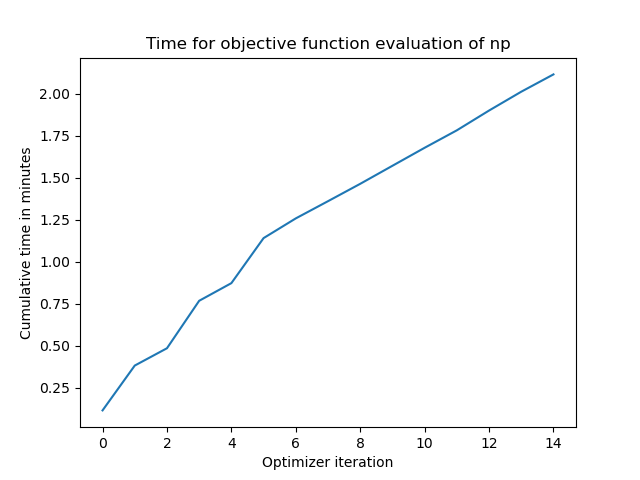 Time for objective function evaluation of np
Cumulative time in minutes
2.00
1.75
1.50
1.25
1.00
0.75
0.50
0.25
0 2 4 6 8 10 12 14
Optimizer iteration